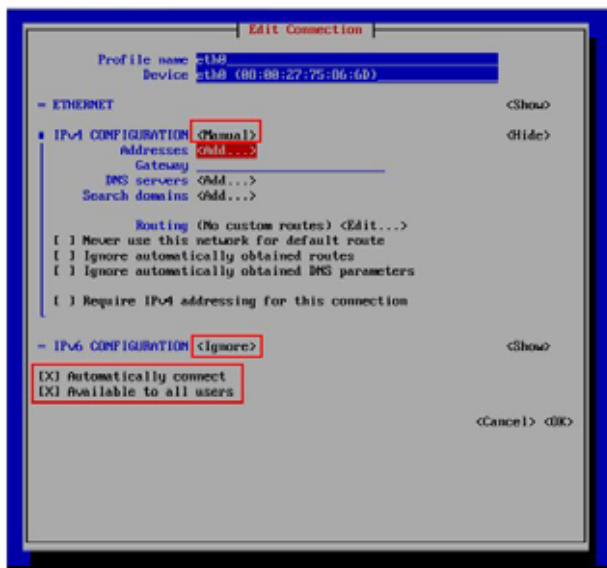 Edit Connection
Profile name eth0
Device eth0 (08:00:27:75:06:6D)
= ETHERNET <Show>
IPv4 CONFIGURATION <Manual> <Hide>
Addresses <Add...>
Gateway
DNS servers <Add...>
Search domains <Add...>
Routing (No custom routes) <Edit...>
[ ] Never use this network for default route
[ ] Ignore automatically obtained routes
[ ] Ignore automatically obtained DNS parameters
[ ] Require IPv4 addressing for this connection
= IPv6 CONFIGURATION <Ignore> <Show>
[X] Automatically connect
[X] Available to all users
<Cancel> <OK>